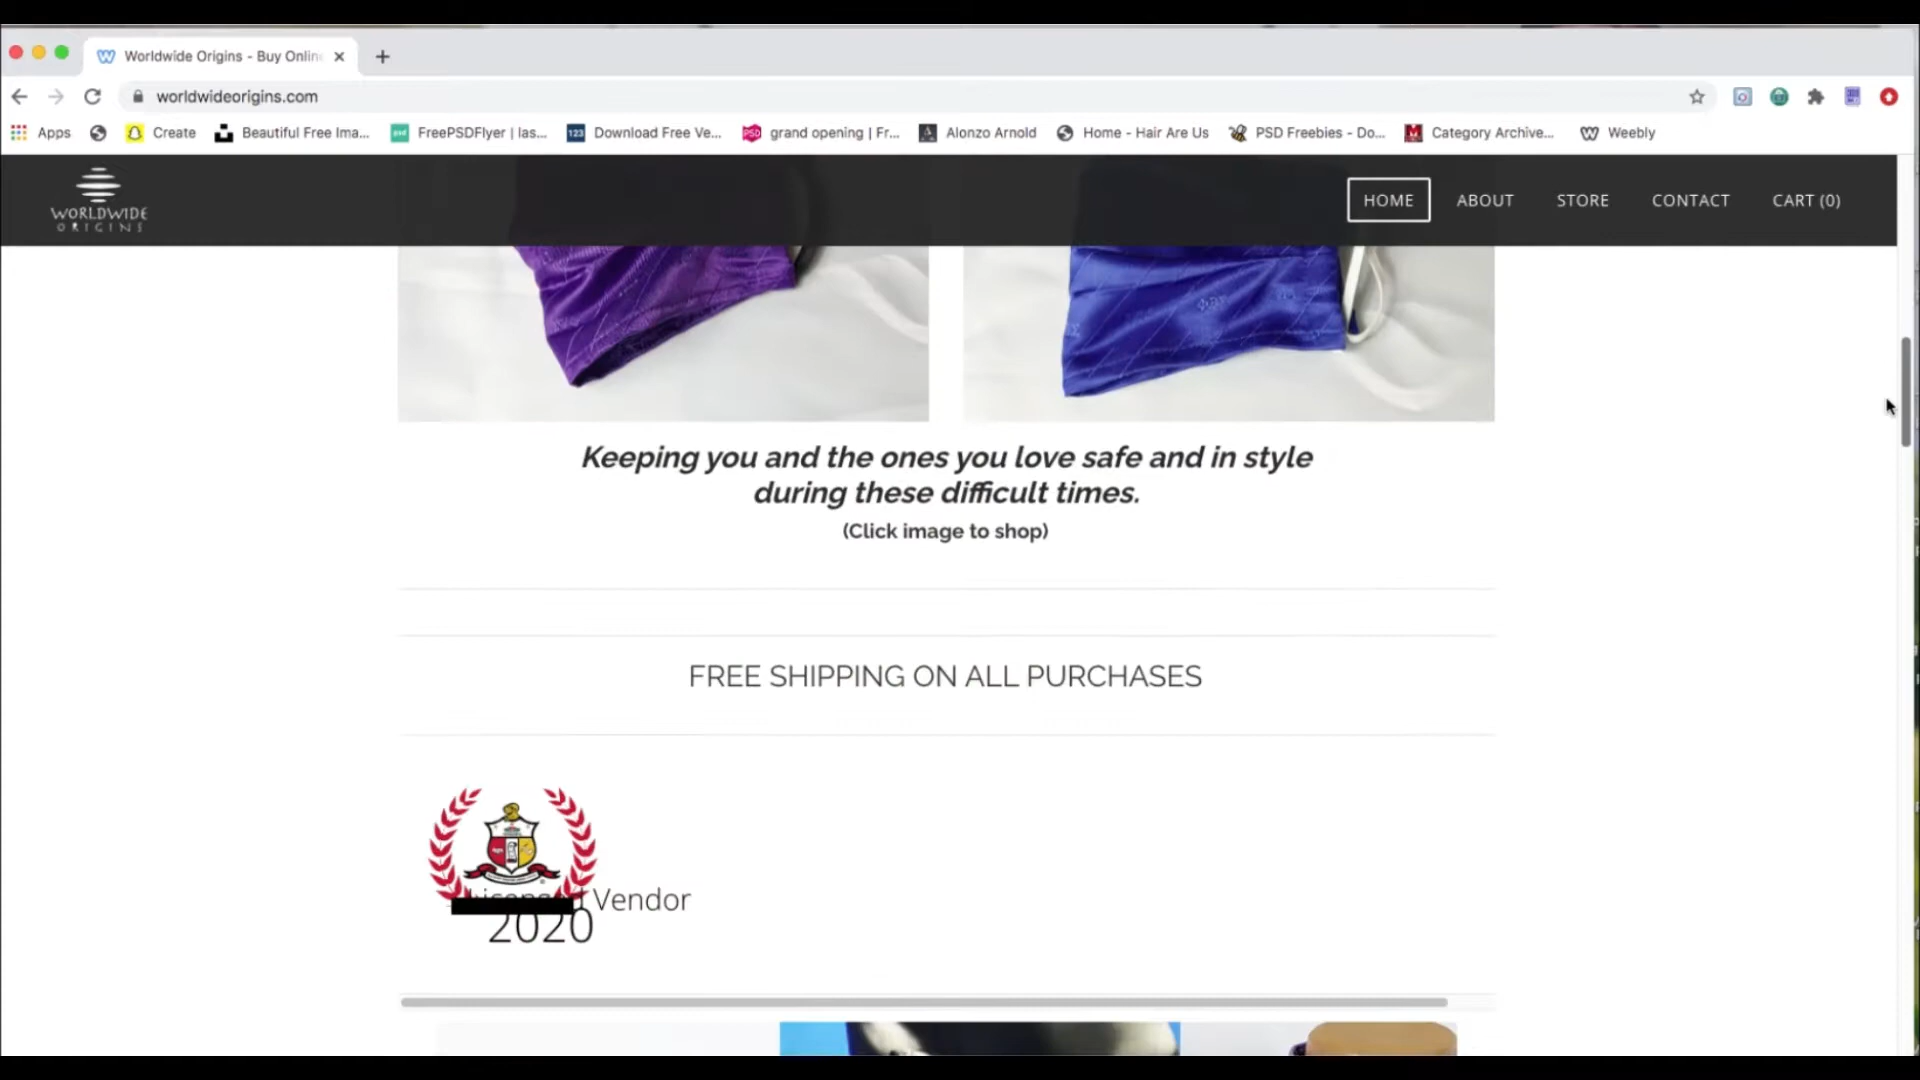 Worldwide Origins - Buy Onlin
worldwideorigins.com
Apps Create Beautiful Free Ima... FreePSDFlyer | las... Download Free Ve... grand opening | Fr... Alonzo Arnold Home - Hair Are Us PSD Freebies - Do... Category Archive... Weebly
WORLDWIDE
ORIGINS
HOME ABOUT STORE CONTACT CART (0)
Keeping you and the ones you love safe and in style
during these difficult times.
(Click image to shop)
FREE SHIPPING ON ALL PURCHASES
Vendor
2020